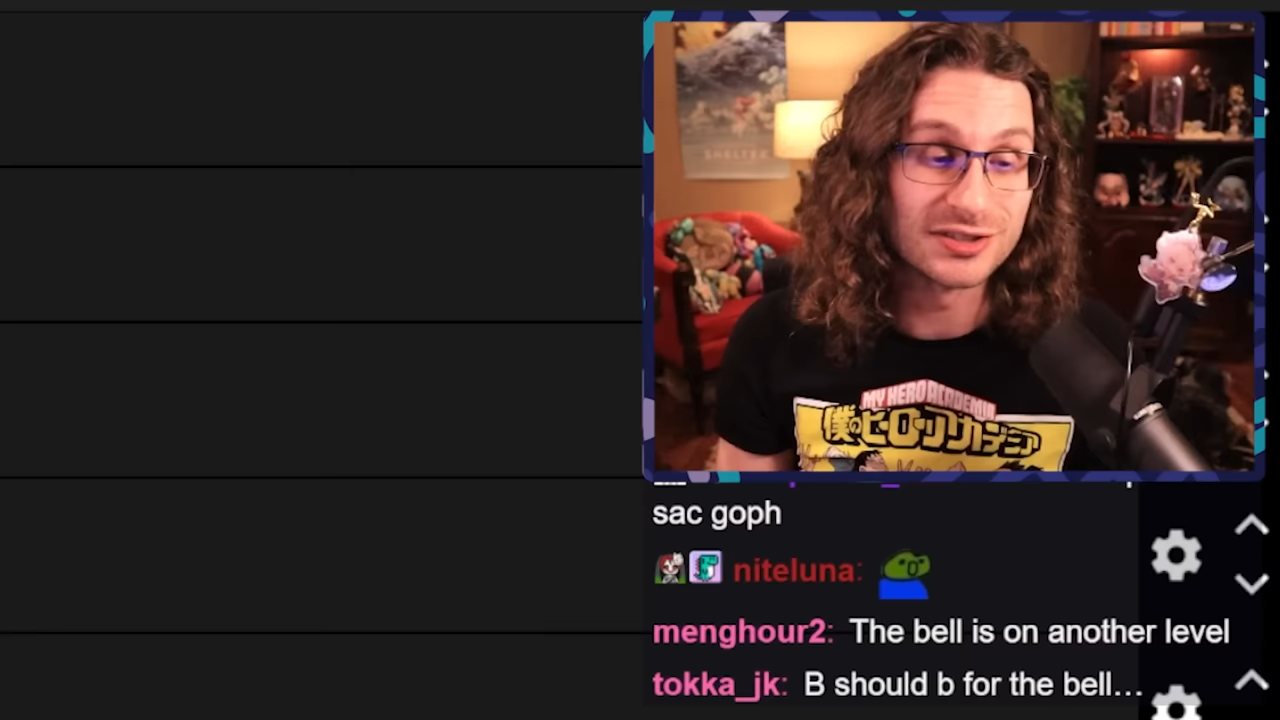 SHELTER
MY HERO ACADEMIA
僕のヒーローアカデミア
sac goph
niteluna:
menghour2: The bell is on another level
tokka_jk: B should b for the bell...